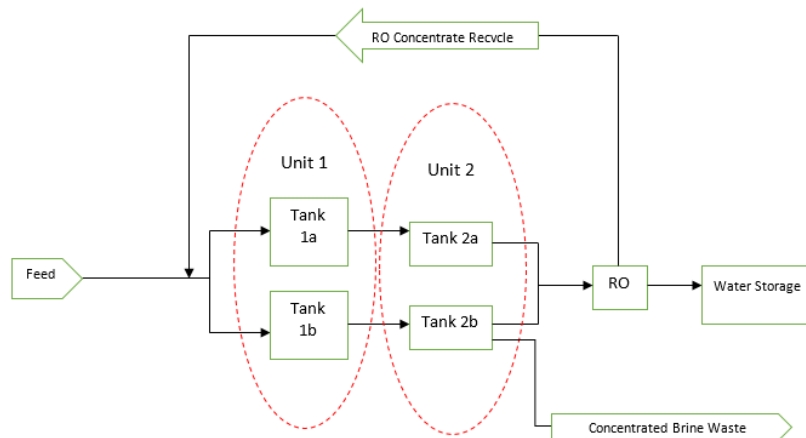 RO Concentrate Recvcle
Unit 1
Unit 2
Tank
1a
Tank 2a
Feed
RO
Water Storage
Tank
1b
Tank 2b
Concentrated Brine Waste